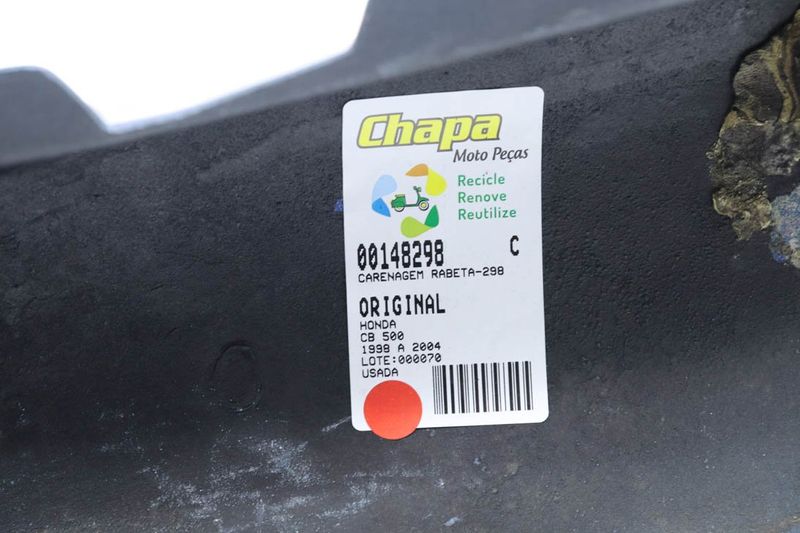 Chapa
Moto Peças
Recicle
Renove
Reutilize
00148298 C
CARENAGEM RABETA-298
ORIGINAL
HONDA
CB 500
1998 A 2004
LOTE:000070
USADA